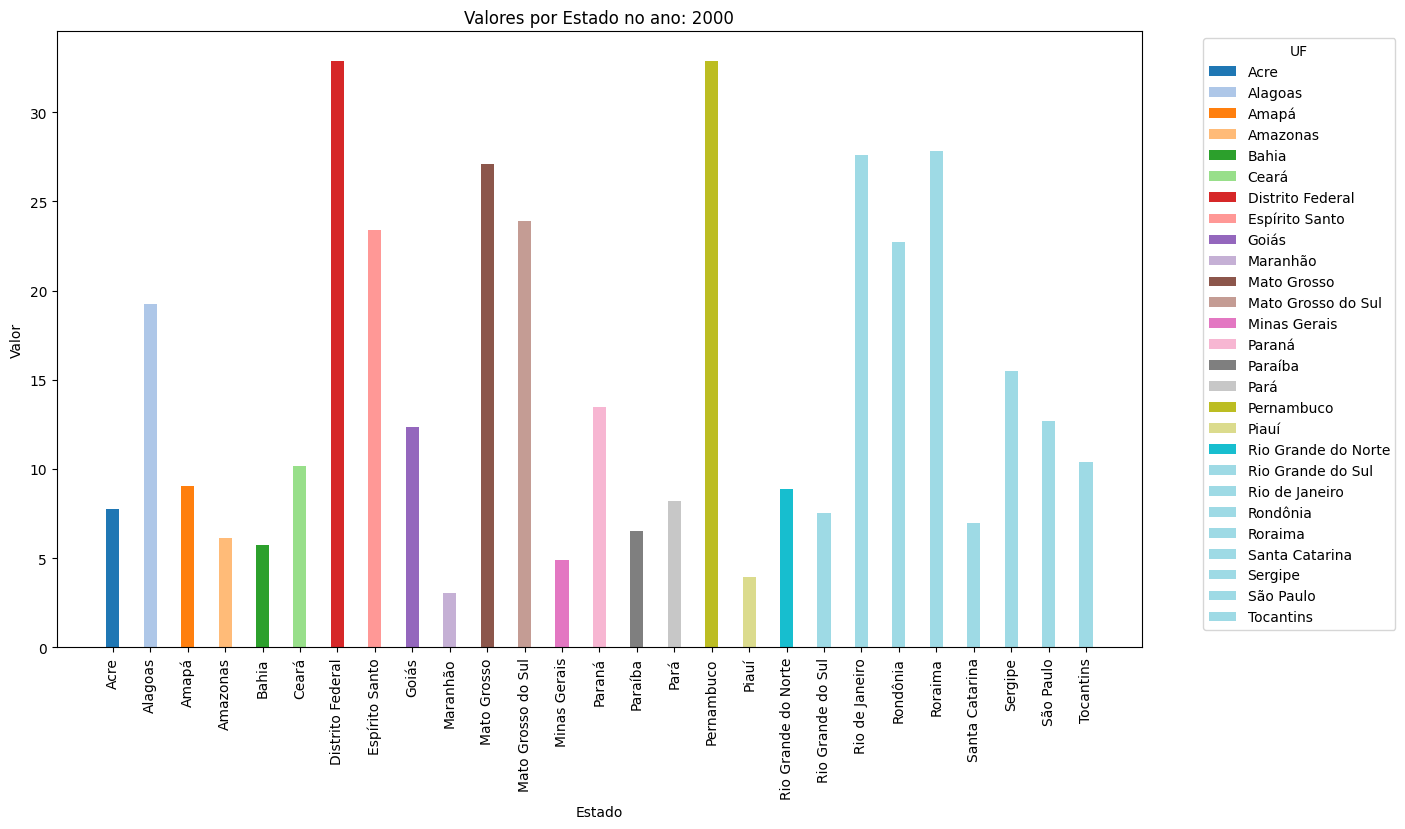 Valores por Estado no ano: 2000
Valor
30
25
20
15
10
5
0
Acre
Alagoas
Amapá
Amazonas
Bahia
Ceará
Distrito Federal
Espírito Santo
Goiás
Maranhão
Mato Grosso
Mato Grosso do Sul
Minas Gerais
Paraná
Paraíba
Pará
Pernambuco
Piauí
Rio Grande do Norte
Rio Grande do Sul
Rio de Janeiro
Rondônia
Roraima
Santa Catarina
Sergipe
São Paulo
Tocantins
Estado
UF
Acre
Alagoas
Amapá
Amazonas
Bahia
Ceará
Distrito Federal
Espírito Santo
Goiás
Maranhão
Mato Grosso
Mato Grosso do Sul
Minas Gerais
Paraná
Paraíba
Pará
Pernambuco
Piauí
Rio Grande do Norte
Rio Grande do Sul
Rio de Janeiro
Rondônia
Roraima
Santa Catarina
Sergipe
São Paulo
Tocantins